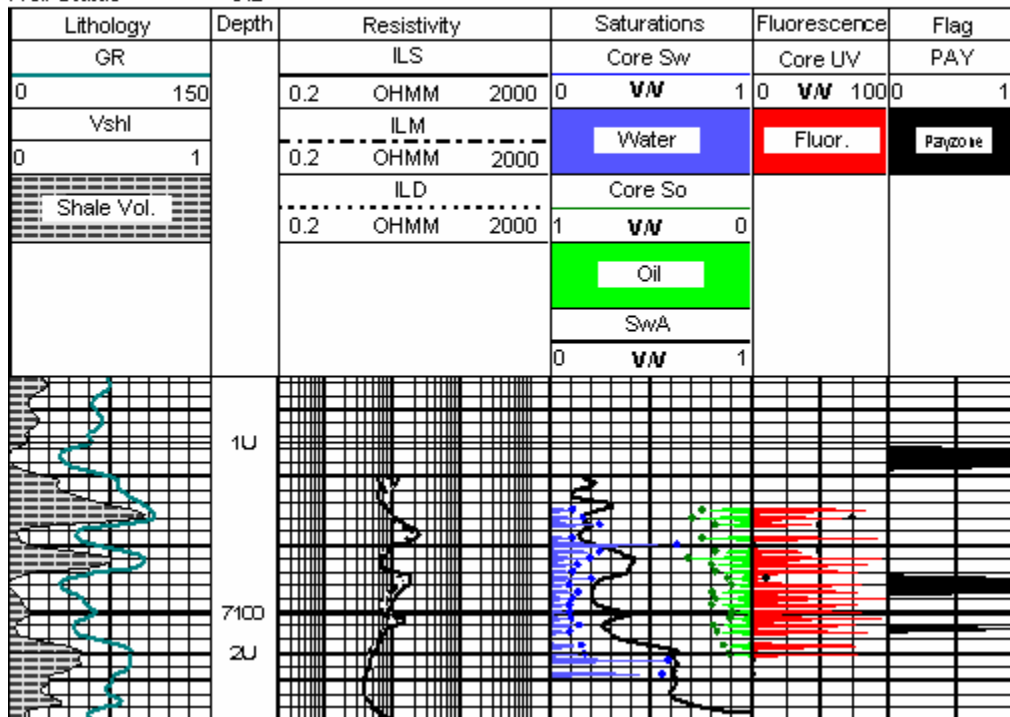 Lithology Depth Resistivity Saturations Fluorescence Flag
GR ILS Core Sw Core UV PAY
0 150 0.2 OHMM 2000 0 V/V 1 0 V/V 100 0 1
Vshl ILM Water Fluor. Payzone
0 1 0.2 OHMM 2000
Shale Vol. ILD Core So
0.2 OHMM 2000 1 V/V 0
Oil
SwA
0 V/V 1
1U
7100
2U